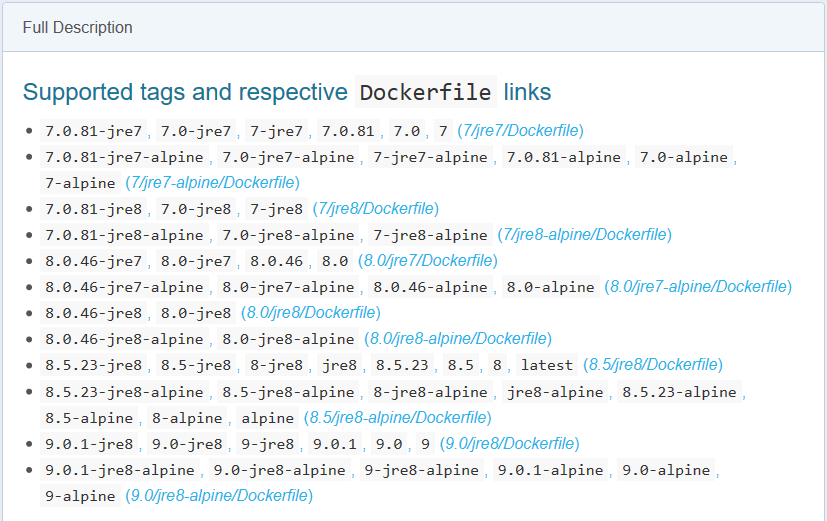 Full Description
Supported tags and respective Dockerfile links
• 7.0.81-jre7 , 7.0-jre7 , 7-jre7 , 7.0.81 , 7.0 , 7 (7/jre7/Dockerfile)
• 7.0.81-jre7-alpine , 7.0-jre7-alpine , 7-jre7-alpine , 7.0.81-alpine , 7.0-alpine ,
7-alpine (7/jre7-alpine/Dockerfile)
• 7.0.81-jre8 , 7.0-jre8 , 7-jre8 (7/jre8/Dockerfile)
• 7.0.81-jre8-alpine , 7.0-jre8-alpine , 7-jre8-alpine (7/jre8-alpine/Dockerfile)
• 8.0.46-jre7 , 8.0-jre7 , 8.0.46 , 8.0 (8.0/jre7/Dockerfile)
• 8.0.46-jre7-alpine , 8.0-jre7-alpine , 8.0.46-alpine , 8.0-alpine (8.0/jre7-alpine/Dockerfile)
• 8.0.46-jre8 , 8.0-jre8 (8.0/jre8/Dockerfile)
• 8.0.46-jre8-alpine , 8.0-jre8-alpine (8.0/jre8-alpine/Dockerfile)
• 8.5.23-jre8 , 8.5-jre8 , 8-jre8 , jre8 , 8.5.23 , 8.5 , 8 , latest (8.5/jre8/Dockerfile)
• 8.5.23-jre8-alpine , 8.5-jre8-alpine , 8-jre8-alpine , jre8-alpine , 8.5.23-alpine ,
8.5-alpine , 8-alpine , alpine (8.5/jre8-alpine/Dockerfile)
• 9.0.1-jre8 , 9.0-jre8 , 9-jre8 , 9.0.1 , 9.0 , 9 (9.0/jre8/Dockerfile)
• 9.0.1-jre8-alpine , 9.0-jre8-alpine , 9-jre8-alpine , 9.0.1-alpine , 9.0-alpine ,
9-alpine (9.0/jre8-alpine/Dockerfile)